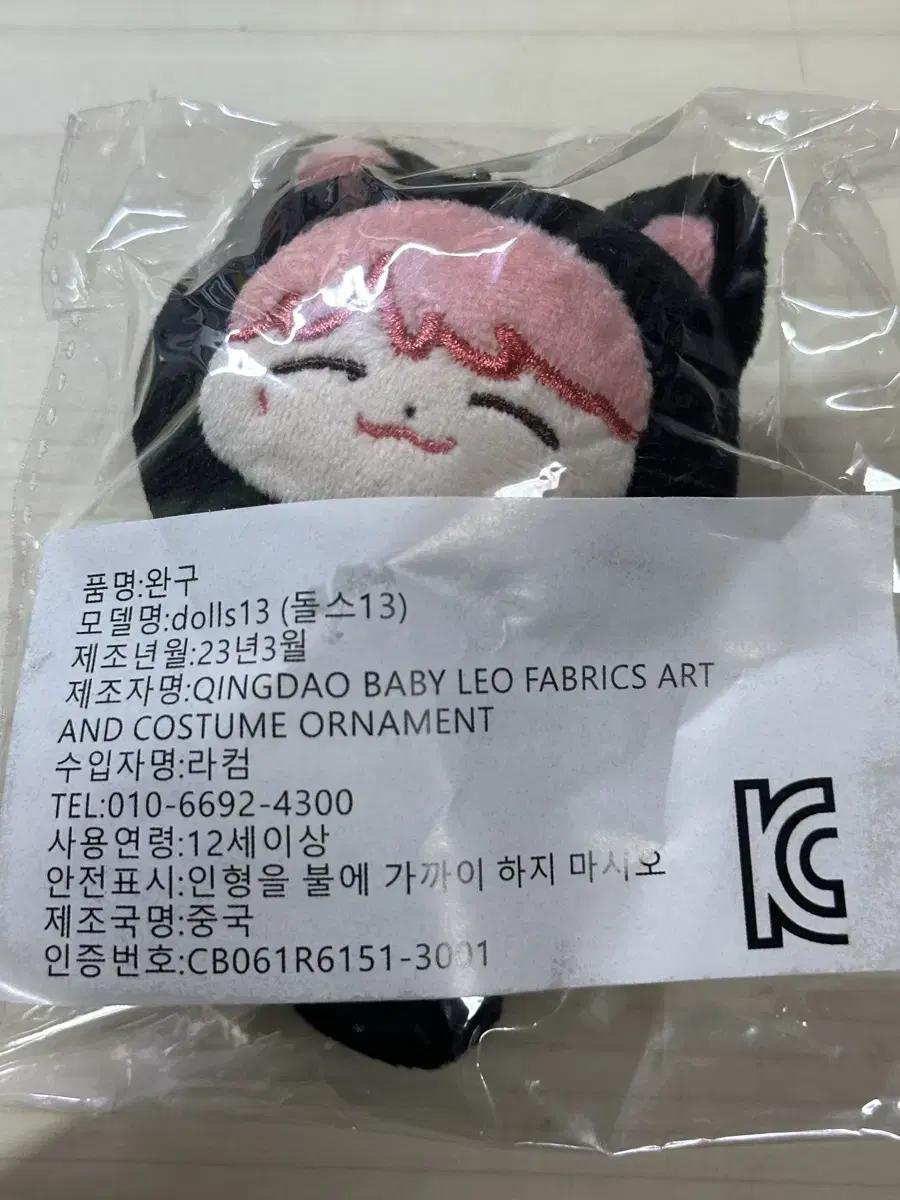 품명:완구
모델명:dolls13 (돌스13)
제조년월:23년3월
제조자명:QINGDAO BABY LEO FABRICS ART
AND COSTUME ORNAMENT
수입자명:라컴
TEL:010-6692-4300
사용연령:12세이상
안전표시:인형을 불에 가까이 하지 마시오
제조국명:중국
인증번호:CB061R6151-3001
KC